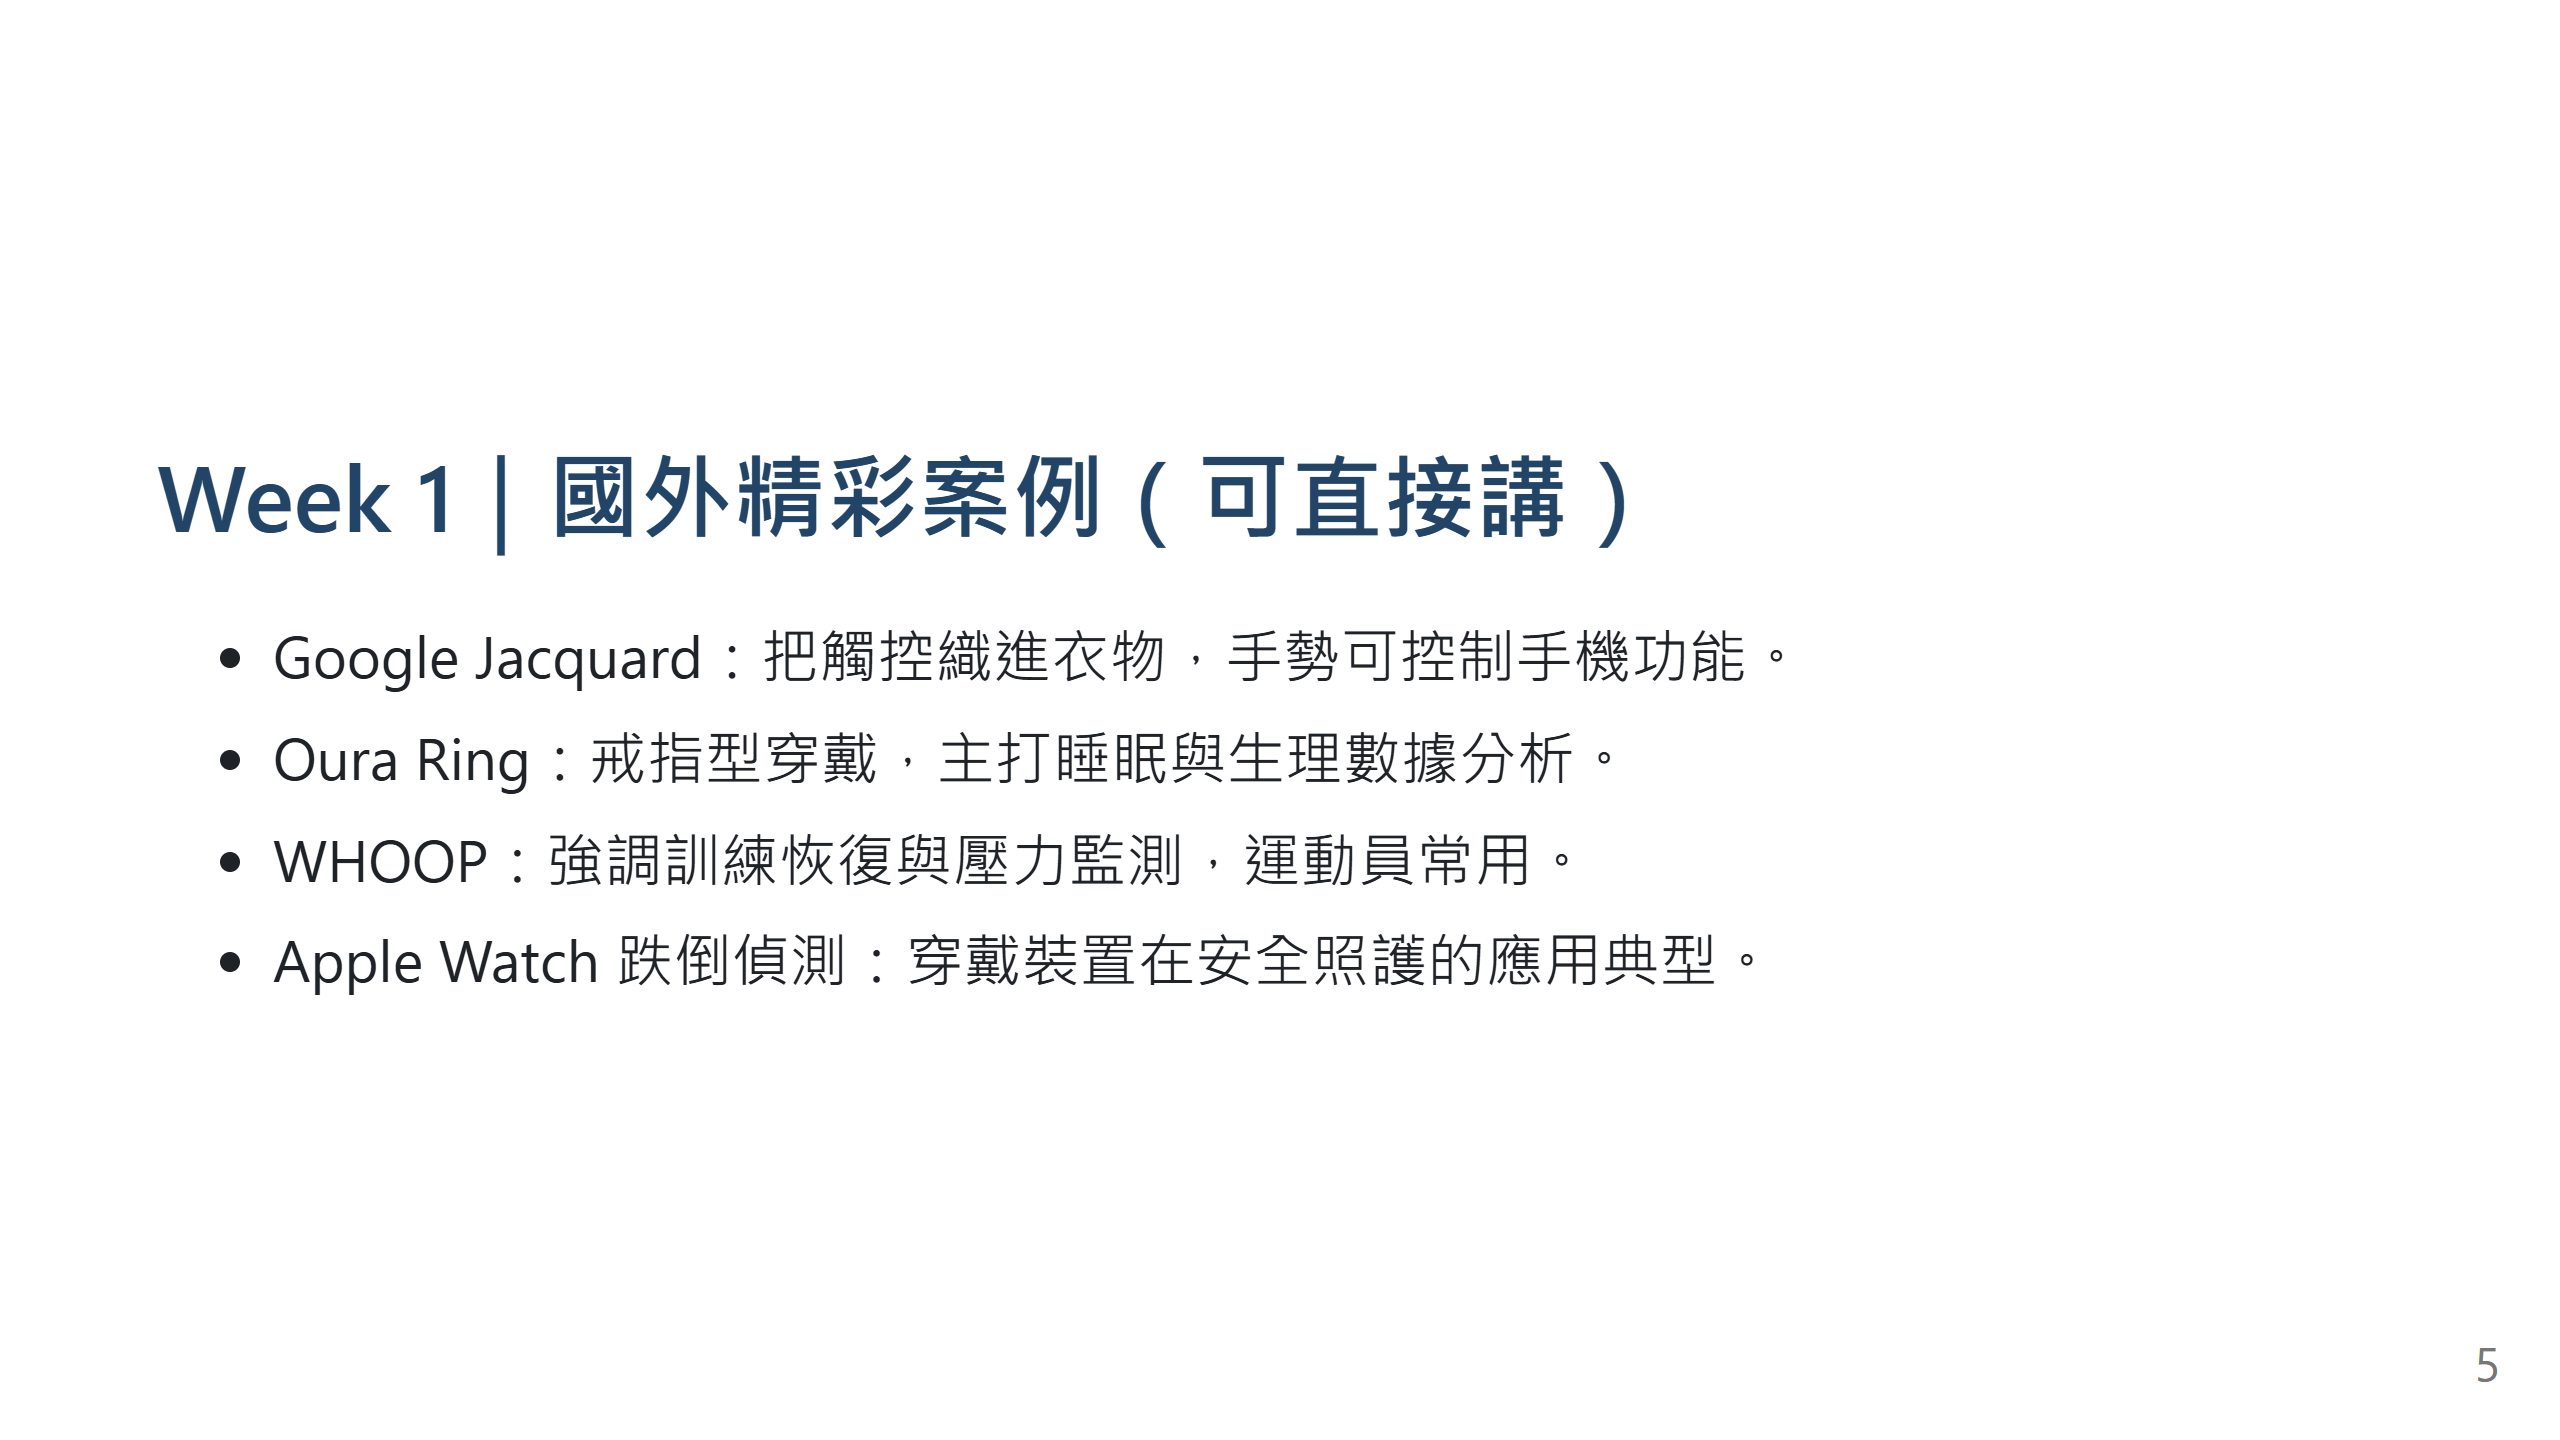 Week 1｜國外精彩案例（可直接講）
• Google Jacquard：把觸控織進衣物，手勢可控制手機功能。
• Oura Ring：戒指型穿戴，主打睡眠與生理數據分析。
• WHOOP：強調訓練恢復與壓力監測，運動員常用。
• Apple Watch 跌倒偵測：穿戴裝置在安全照護的應用典型。
5